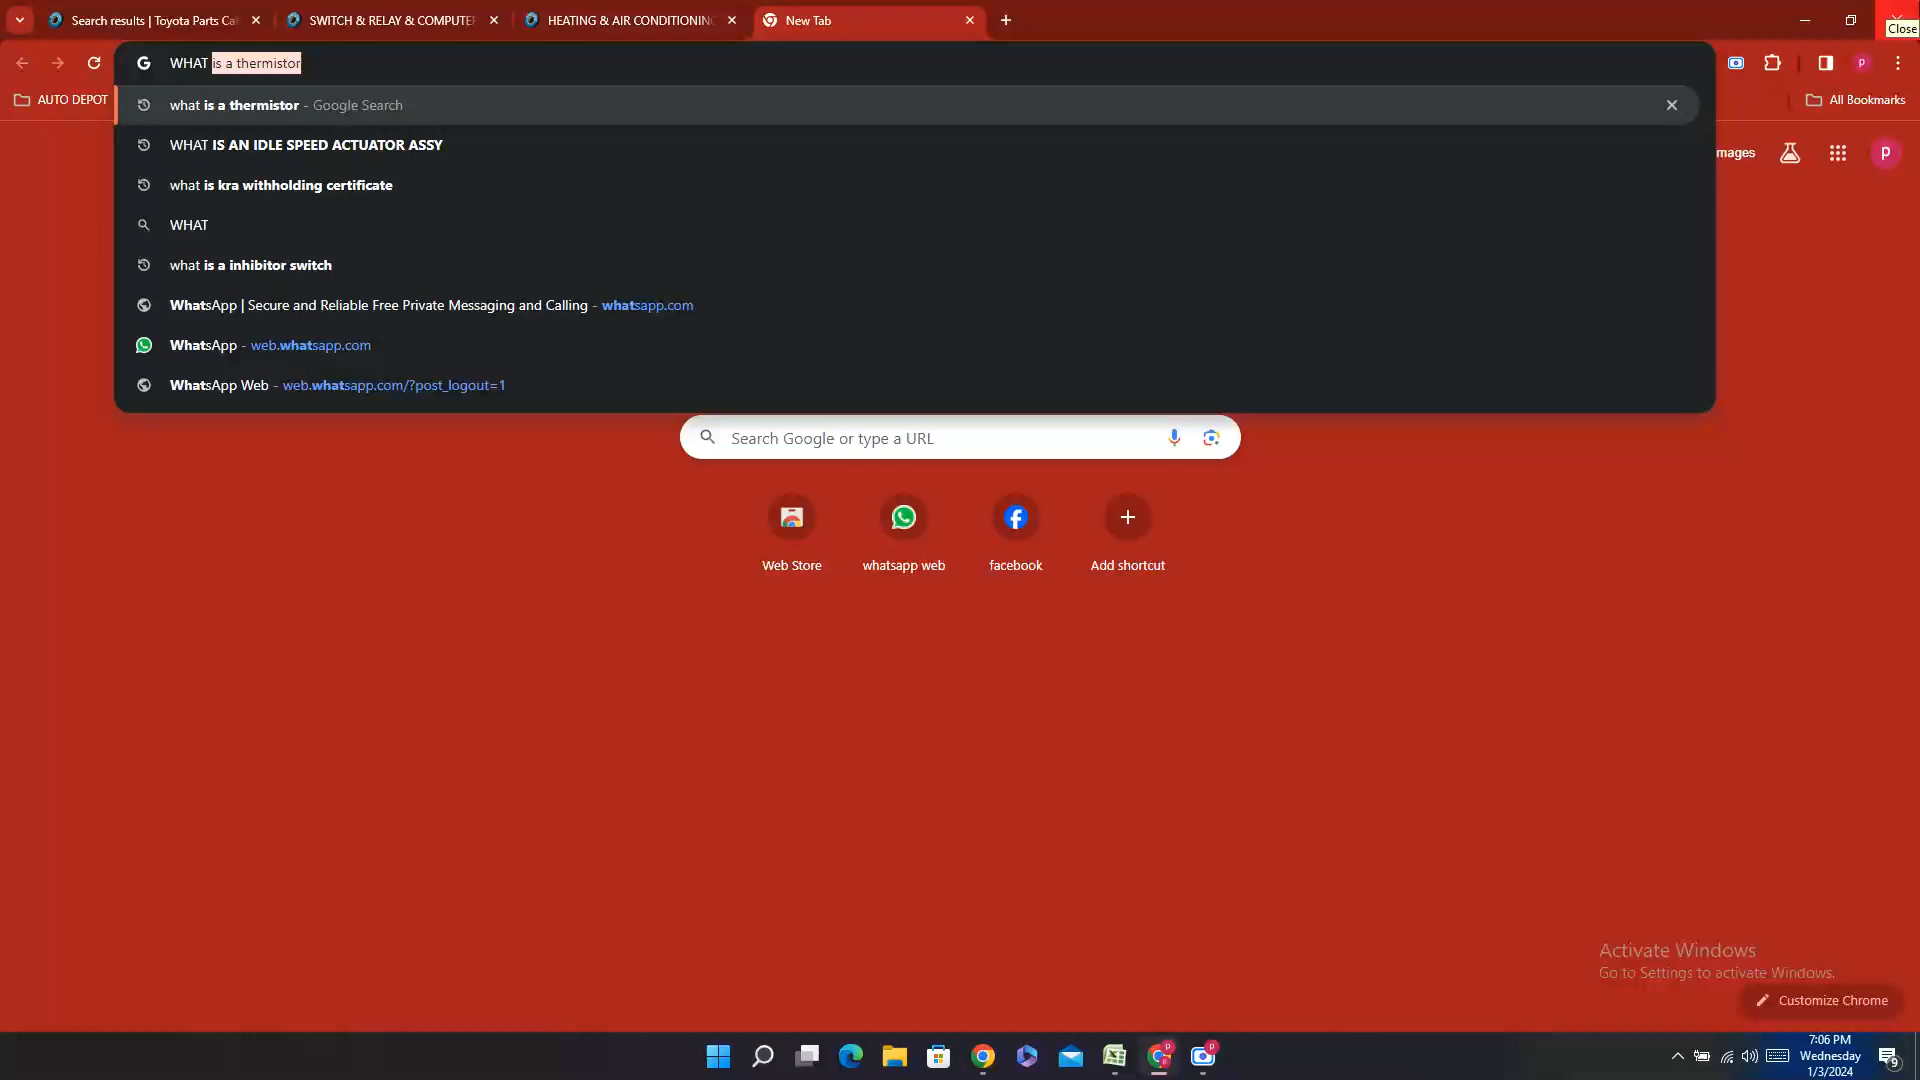 Search results | Toyota Parts Ca
SWITCH & RELAY & COMPUTE
HEATING & AIR CONDITIONING
New Tab
Close
WHAT is a thermistor
AUTO DEPOT
All Bookmarks
what is a thermistor - Google Search
WHAT IS AN IDLE SPEED ACTUATOR ASSY
what is kra withholding certificate
WHAT
what is a inhibitor switch
WhatsApp | Secure and Reliable Free Private Messaging and Calling - whatsapp.com
WhatsApp - web.whatsapp.com
WhatsApp Web - web.whatsapp.com/?post_logout=1
mages
p
p
Search Google or type a URL
Web Store
whatsapp web
facebook
Add shortcut
Activate Windows
Go to Settings to activate Windows.
Customize Chrome
7:06 PM
Wednesday
1/3/2024
9